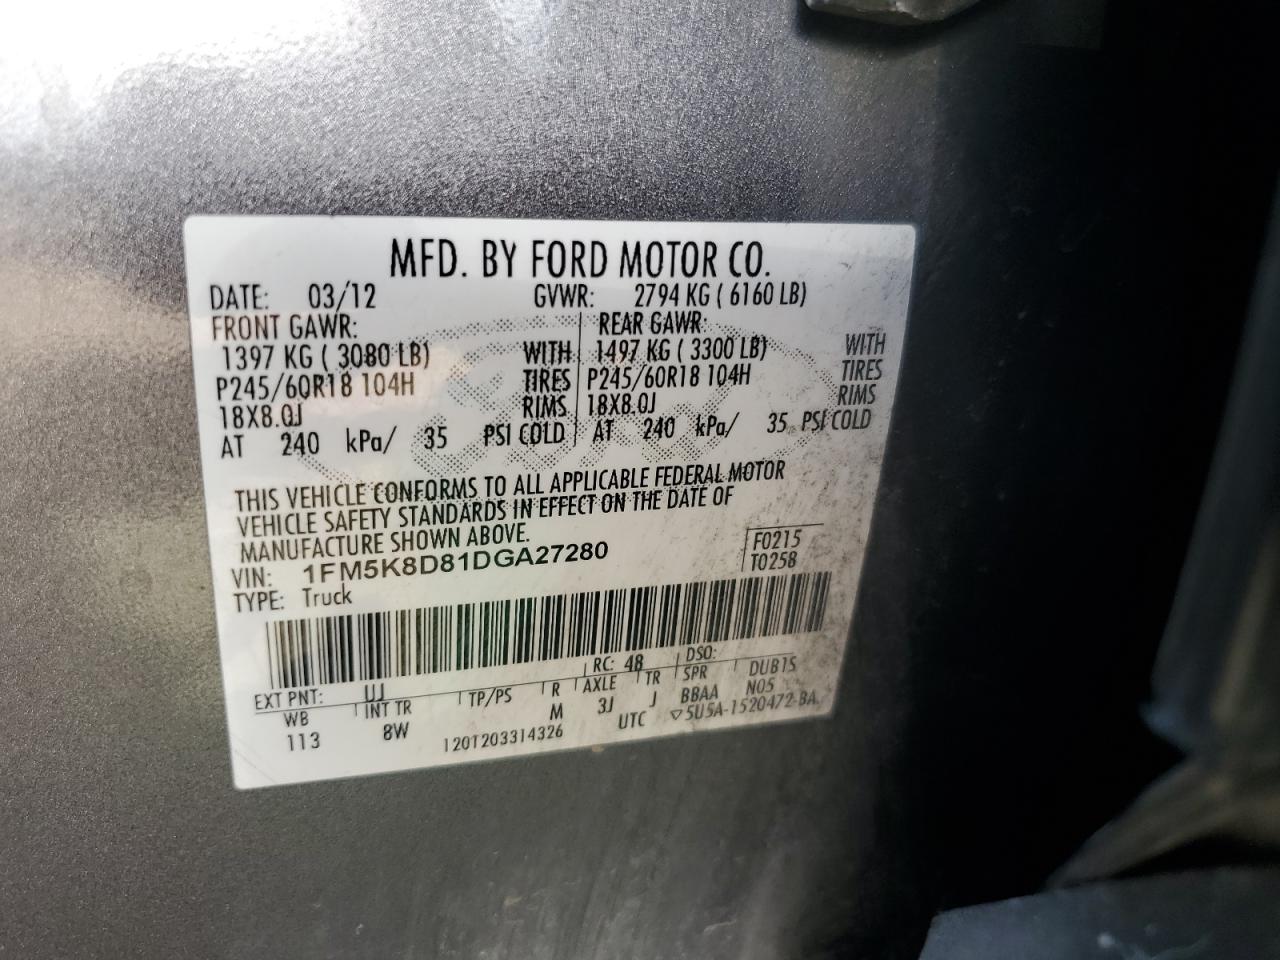 MFD. BY FORD MOTOR CO.
DATE: 03/12 GVWR: 2794 KG ( 6160 LB)
FRONT GAWR: REAR GAWR:
1397 KG ( 3080 LB) WITH 1497 KG ( 3300 LB) WITH
P245/60R18 104H TIRES P245/60R18 104H TIRES
18X8.0J RIMS 18X8.0J RIMS
AT 240 kPa/ 35 PSI COLD AT 240 kPa/ 35 PSI COLD
THIS VEHICLE CONFORMS TO ALL APPLICABLE FEDERAL MOTOR
VEHICLE SAFETY STANDARDS IN EFFECT ON THE DATE OF
MANUFACTURE SHOWN ABOVE.
VIN: 1FM5K8D81DGA27280 F0215
TYPE: Truck T0258
EXT PNT: UJ RC: 48 DSO:
WB INT TR TP/PS R AXLE TR SPR DUB1S
113 8W M 3J J BBAA N05
120T203314326 UTC ▽5U5A-1520472-BA